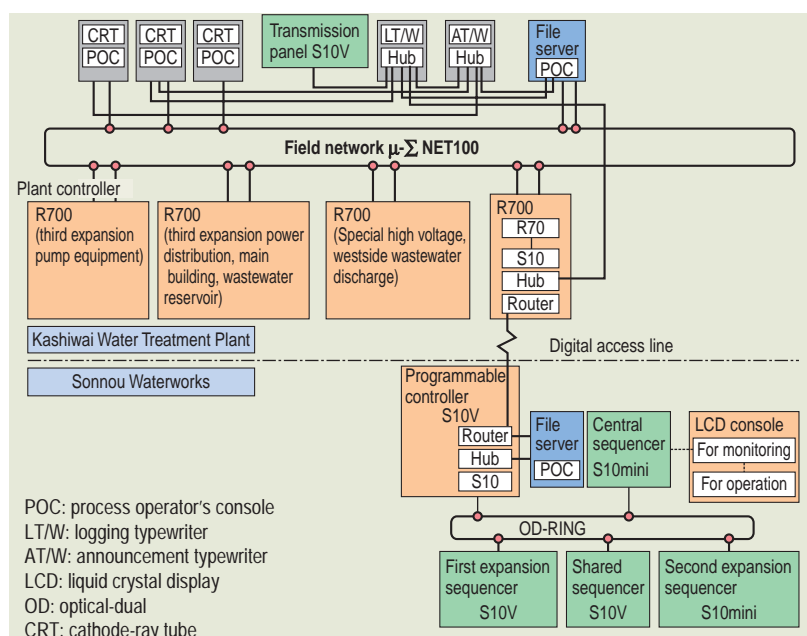 CRT
POC
CRT
POC
CRT
POC
Transmission
panel S10V
LT/W
Hub
AT/W
Hub
File
server
POC
Field network μ-Σ NET100
Plant controller
R700
(third expansion
pump equipment)
R700
(third expansion power
distribution, main
building, wastewater
reservoir)
R700
(Special high voltage,
westside wastewater
discharge)
R700
R70
S10
Hub
Router
Kashiwai Water Treatment Plant
Digital access line
Sonnou Waterworks
Programmable
controller
S10V
Router
Hub
S10
File
server
POC
Central
sequencer
S10mini
LCD console
For monitoring
For operation
OD-RING
First expansion
sequencer
S10V
Shared
sequencer
S10V
Second expansion
sequencer
S10mini
POC: process operator's console
LT/W: logging typewriter
AT/W: announcement typewriter
LCD: liquid crystal display
OD: optical-dual
CRT: cathode-ray tube